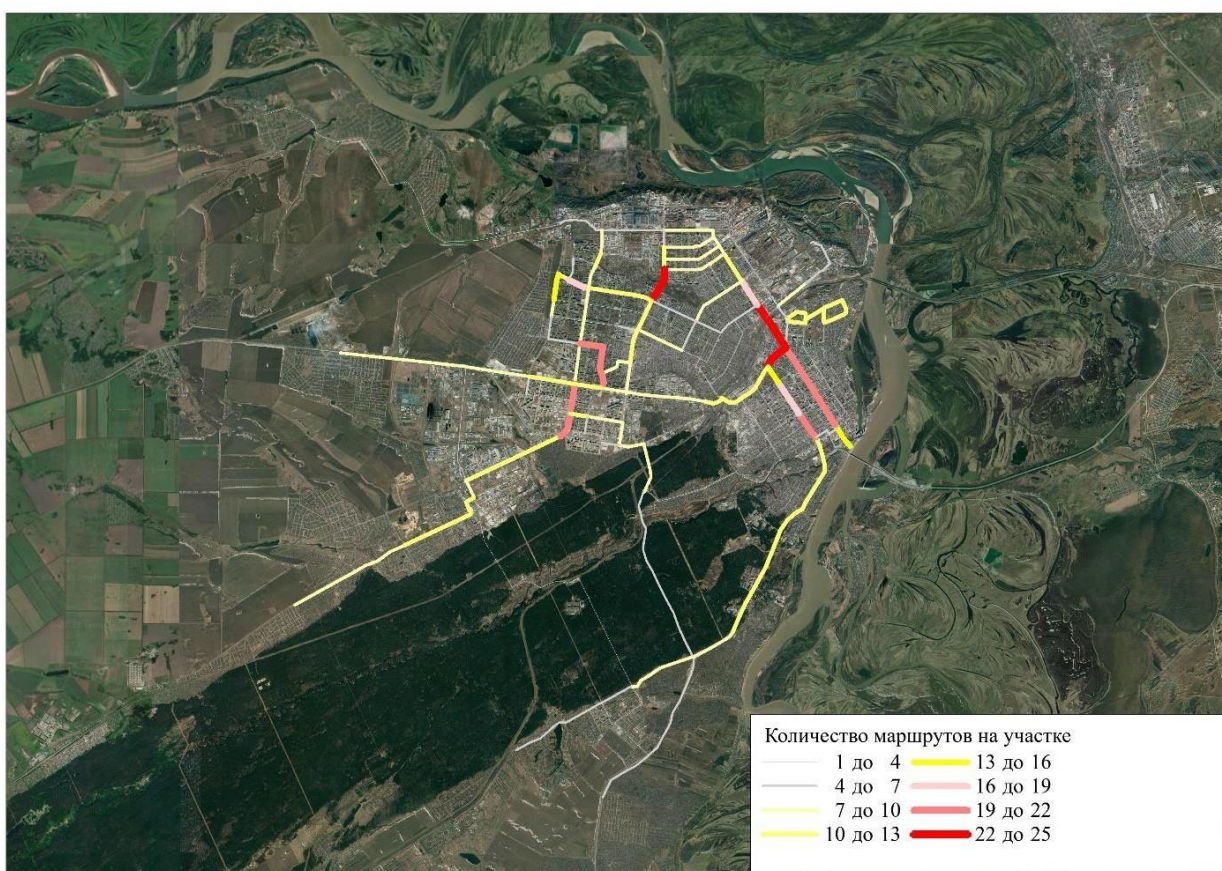 Количество маршрутов на участке
1 до 4 13 до 16
4 до 7 16 до 19
7 до 10 19 до 22
10 до 13 22 до 25